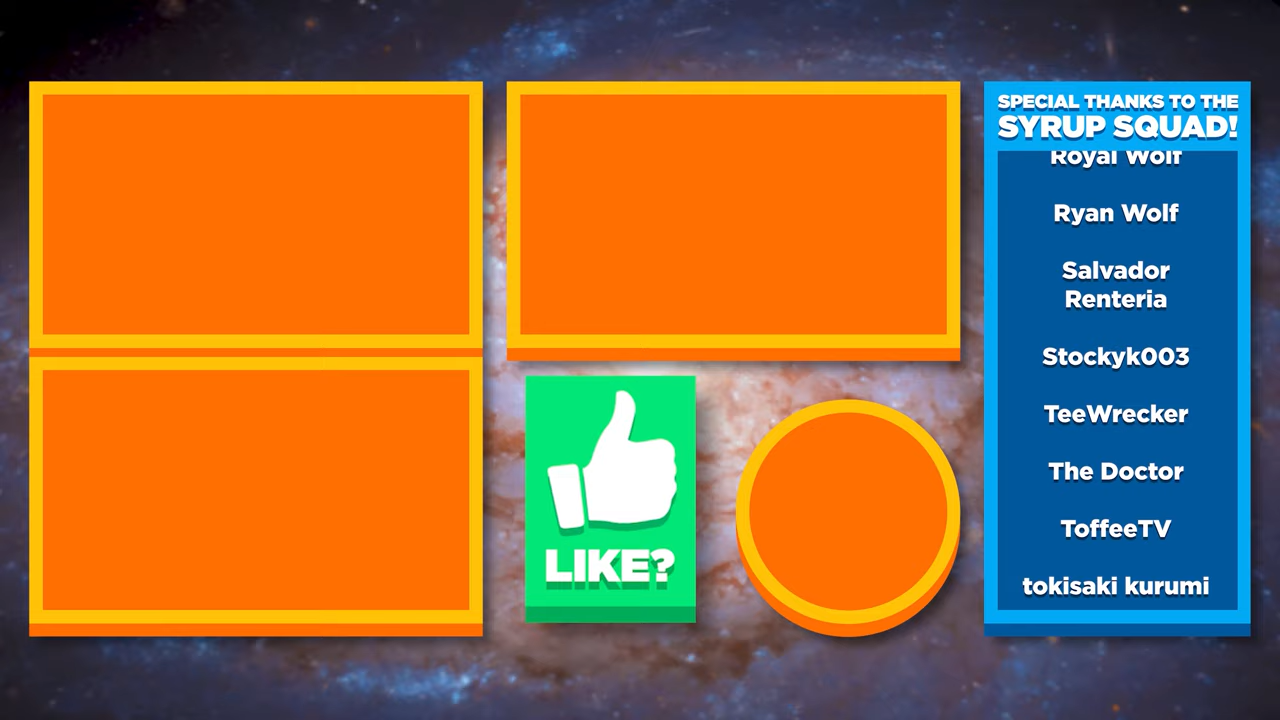 SPECIAL THANKS TO THE
SYRUP SQUAD!
Royal Wolf
Ryan Wolf
Salvador
Renteria
Stockyk003
TeeWrecker
The Doctor
ToffeeTV
tokisaki kurumi
LIKE?